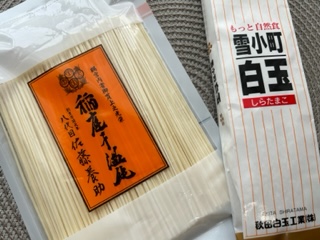 稲庭干饂飩
八代目佐藤養助
もっと自然食
雪小町
白玉
しらたまこ
秋田白玉工業(株)